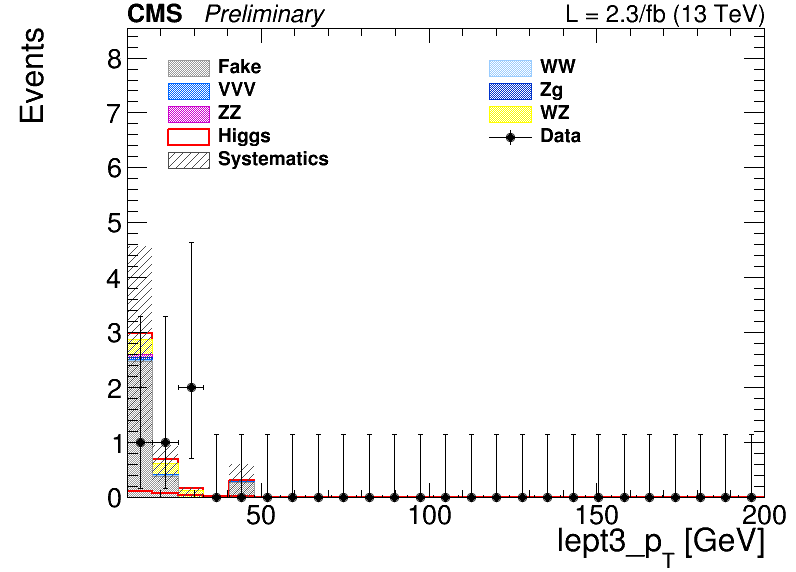 CMS Preliminary L = 2.3/fb (13 TeV)
Events
8
7
6
5
4
3
2
1
0
Fake
VVV
ZZ
Higgs
Systematics
WW
Zg
WZ
Data
50 100 150 200
lept3_p_T [GeV]